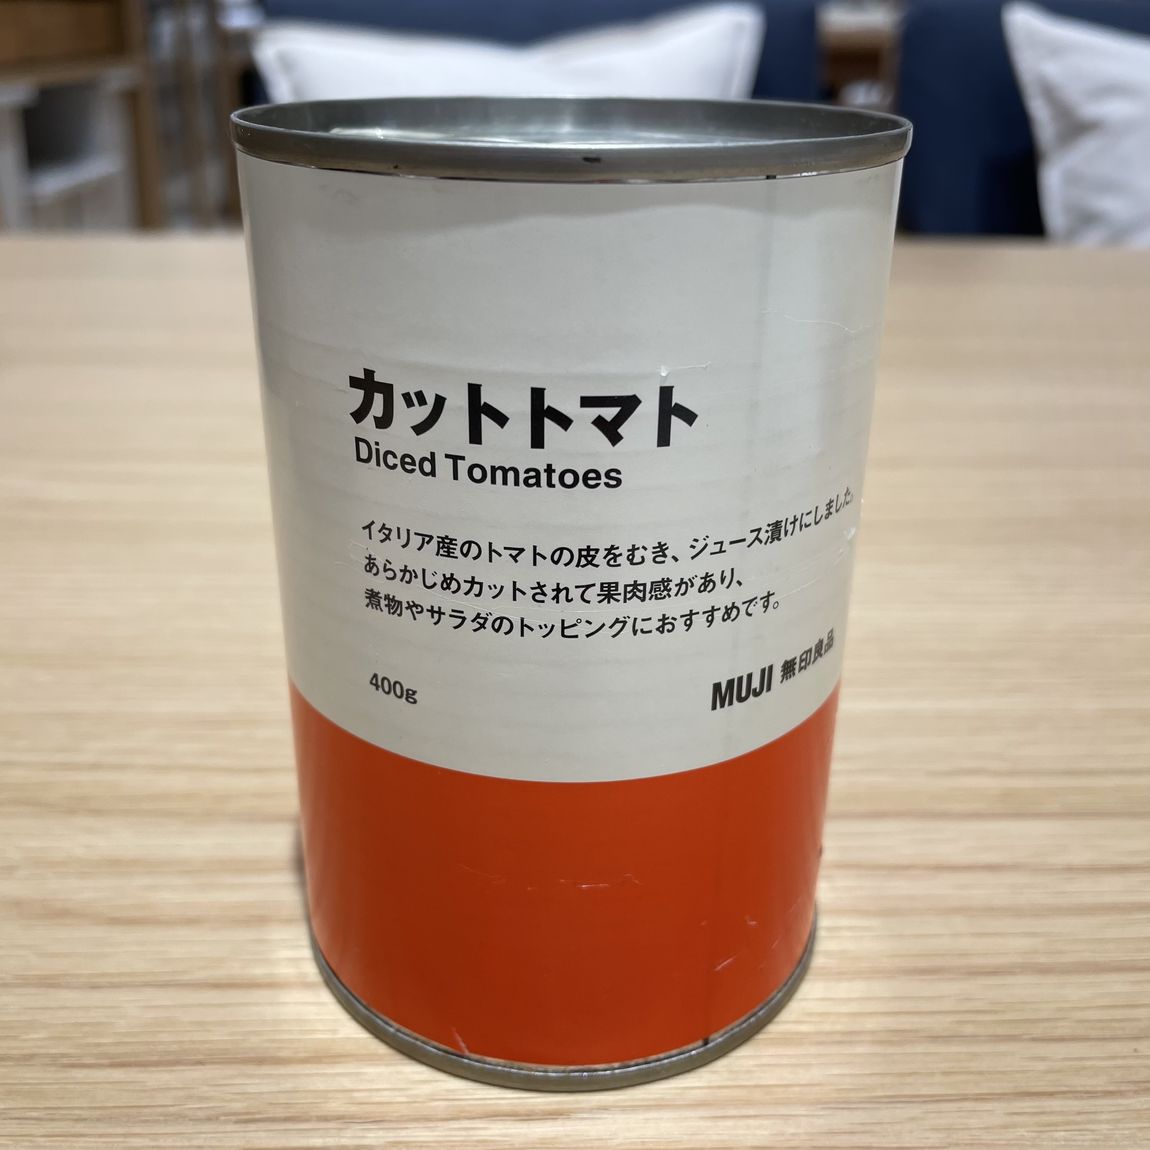 カットトマト
Diced Tomatoes
イタリア産のトマトの皮をむき、ジュース漬けにしました。
あらかじめカットされて果肉感があり、
煮物やサラダのトッピングにおすすめです。
400g
MUJI 無印良品